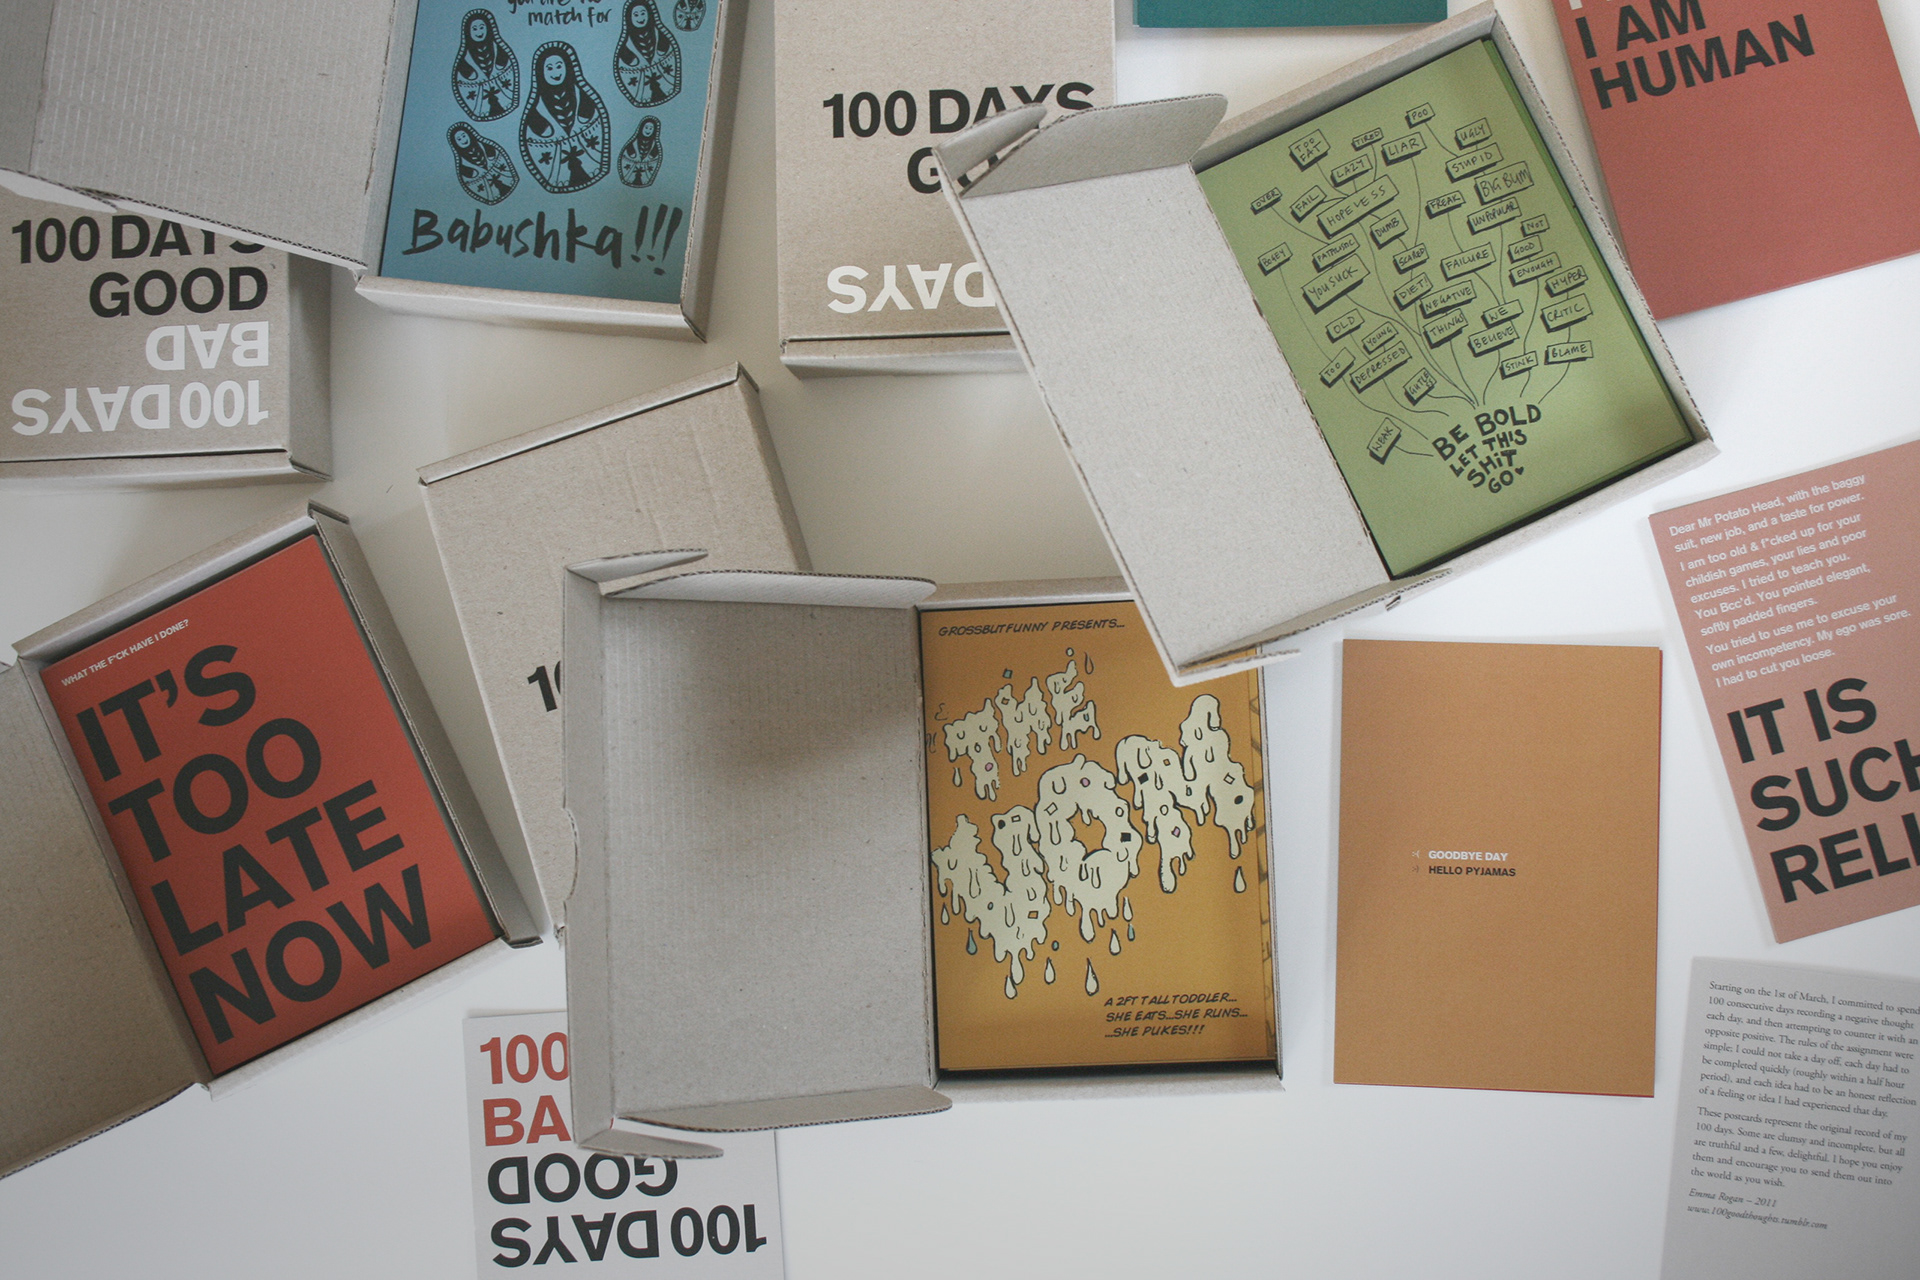 you are no
match for
Babushka!!!
100 DAYS
GOOD
BAD
100 DAYS
100 DAYS
DAYS
I AM
HUMAN
TOO
FAT
TIRED
POO
LAZY
LIAR
UGLY
STUPID
BIG BUM
OVER
FAIL
HOPELESS
FREAK
UNPOPULAR
DUMB
NOT
GOOD
ENOUGH
BOGEY
PATHETIC
SCARED
FAILURE
YOU SUCK
DIET
NEGATIVE
THINGS
WE
BELIEVE
HYPER
CRITIC
OLD
YOUNG
TOO
DEPRESSED
STINK
BLAME
WEAK
BE BOLD
LET THIS
SHIT
GO
WHAT THE F*CK HAVE I DONE?
IT'S
TOO
LATE
NOW
GROSSBUTFUNNY PRESENTS...
THE
VOM
A 2FT TALL TODDLER...
SHE EATS...SHE RUNS...
...SHE PUKES!!!
:-( GOODBYE DAY
:-) HELLO PYJAMAS
Dear Mr Potato Head, with the baggy
suit, new job, and a taste for power.
I am too old & f*cked up for your
childish games, your lies and poor
excuses. I tried to teach you.
You Bcc'd. You pointed elegant,
softly padded fingers.
You tried to use me to excuse your
own incompetency. My ego was sore.
I had to cut you loose.
IT IS
SUCH
RELI
100
BA
GOOD
100 DAYS
Starting on the 1st of March, I committed to spend
100 consecutive days recording a negative thought
each day, and then attempting to counter it with an
opposite positive. The rules of the assignment were
simple: I could not take a day off, each day had to
be completed quickly (roughly within a half hour
period), and each idea had to be an honest reflection
of a feeling or idea I had experienced that day.
These postcards represent the original record of my
100 days. Some are clumsy and incomplete, but all
are truthful and a few, delightful. I hope you enjoy
them and encourage you to send them out into
the world as you wish.
Emma Rogan – 2011
www.100goodthoughts.tumblr.com